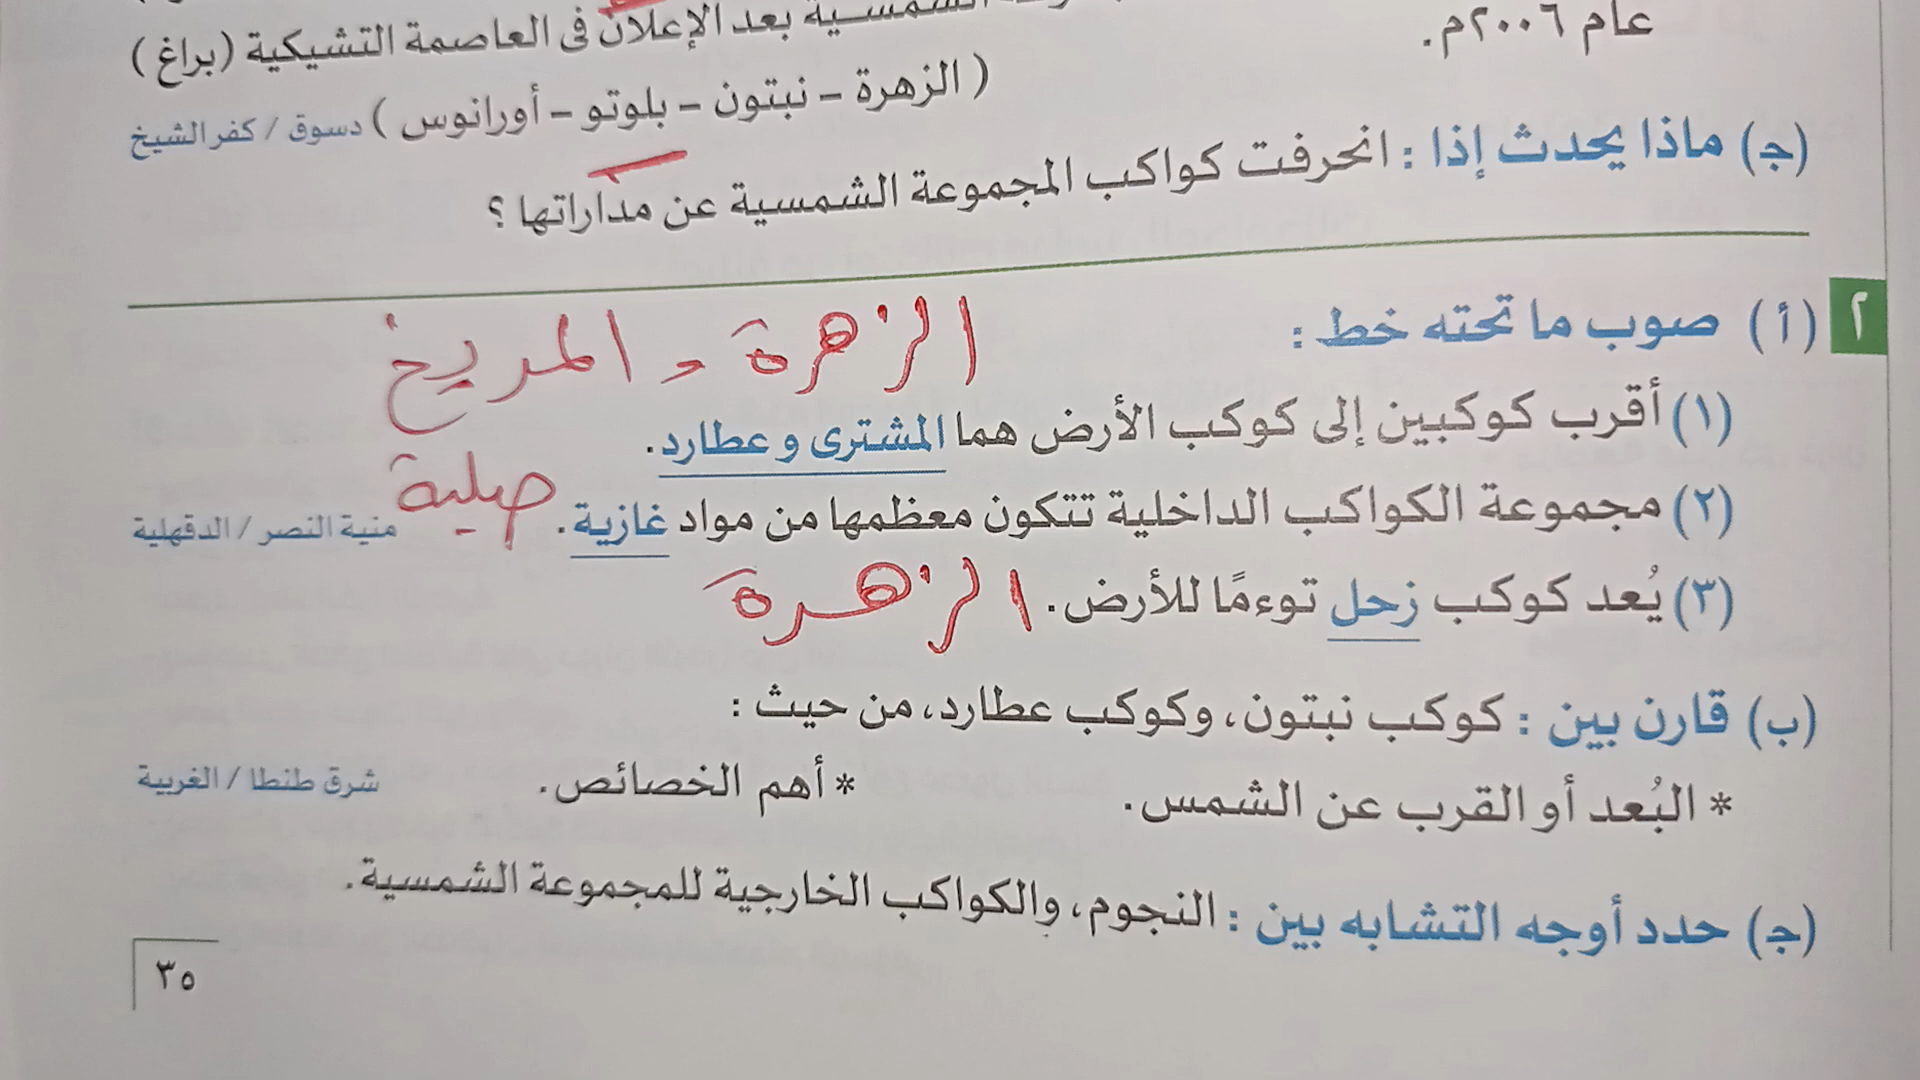 الشمسية بعد الإعلان فى العاصمة التشيكية (براغ)
عام ٢٠٠٦م.
(الزهرة - نبتون - بلوتو - أورانوس) دسوق / كفر الشيخ
(ج) ماذا يحدث إذا : انحرفت كواكب المجموعة الشمسية عن مداراتها ؟
٢ (أ) صوب ما تحته خط :
الزهرة و المريخ
(١) أقرب كوكبين إلى كوكب الأرض هما المشترى و عطارد.
(٢) مجموعة الكواكب الداخلية تتكون معظمها من مواد غازية. صلبة منية النصر / الدقهلية
(٣) يُعد كوكب زحل توءمًا للأرض. الزهرة
(ب) قارن بين : كوكب نبتون، وكوكب عطارد، من حيث :
* البُعد أو القرب عن الشمس. * أهم الخصائص. شرق طنطا / الغربية
(ج) حدد أوجه التشابه بين : النجوم، والكواكب الخارجية للمجموعة الشمسية.
٣٥